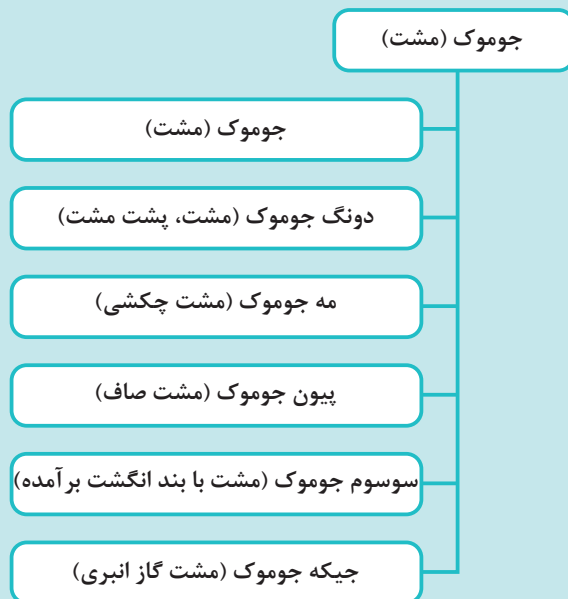 جوموک (مشت)
جوموک (مشت)
دونگ جوموک (مشت، پشت مشت)
مه جوموک (مشت چکشی)
پیون جوموک (مشت صاف)
سوسوم جوموک (مشت با بند انگشت برآمده)
جیکه جوموک (مشت گاز انبری)